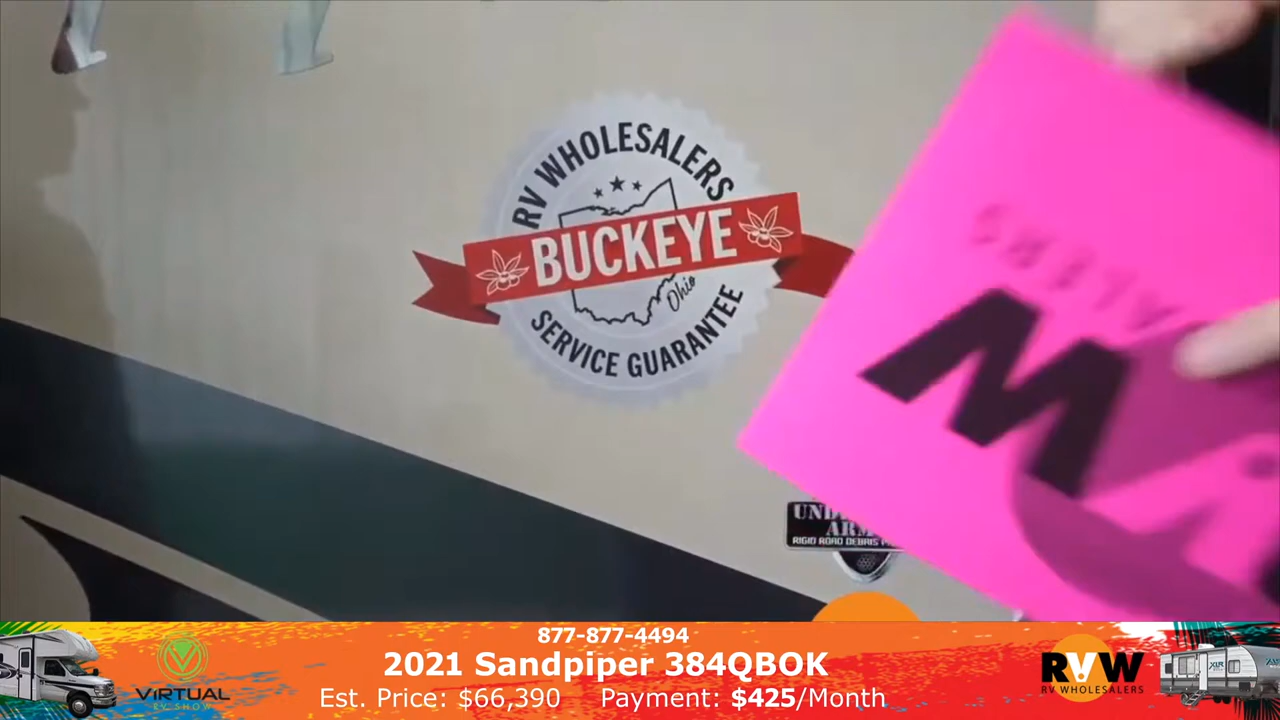 RV WHOLESALERS
BUCKEYE
Ohio
SERVICE GUARANTEE
RIGID ROAD DEBRIS
877-877-4494
2021 Sandpiper 384QBOK
Est. Price: $66,390 Payment: $425/Month
VIRTUAL
RV SHOW
RVW
RV WHOLESALERS